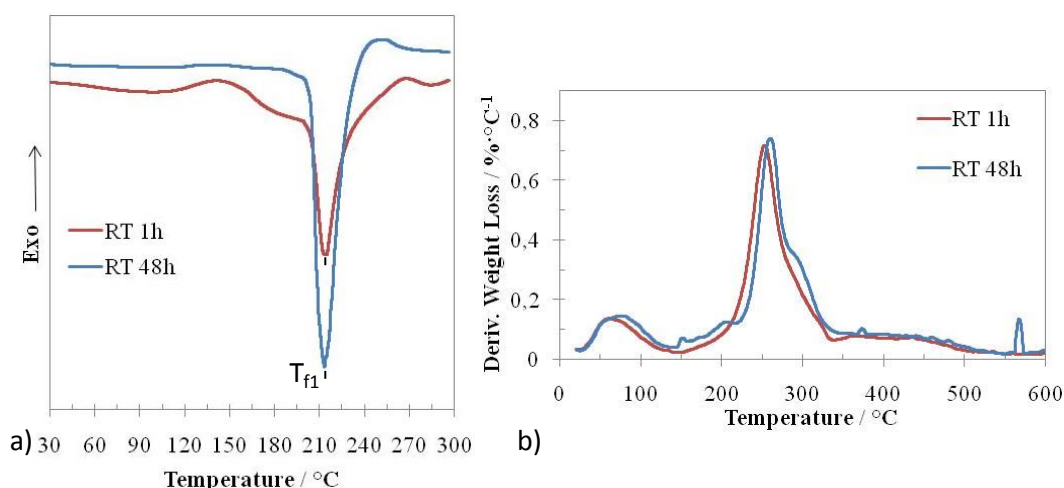 Exo
RT 1h
RT 48h
T_f1
30 60 90 120 150 180 210 240 270 300
Temperature / °C
a)
Deriv. Weight Loss / %·°C⁻¹
0,8
0,6
0,4
0,2
0
RT 1h
RT 48h
0 100 200 300 400 500 600
Temperature / °C
b)